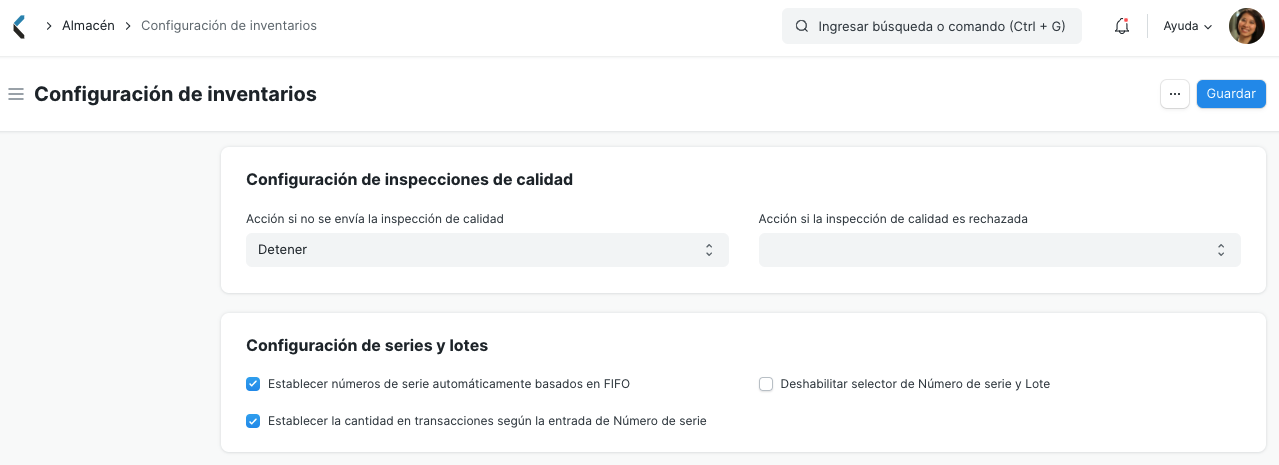 Almacén
Configuración de inventarios
Ingresar búsqueda o comando (Ctrl + G)
Ayuda
Configuración de inventarios
...
Guardar
Configuración de inspecciones de calidad
Acción si no se envía la inspección de calidad
Acción si la inspección de calidad es rechazada
Detener
Configuración de series y lotes
Establecer números de serie automáticamente basados en FIFO
Deshabilitar selector de Número de serie y Lote
Establecer la cantidad en transacciones según la entrada de Número de serie